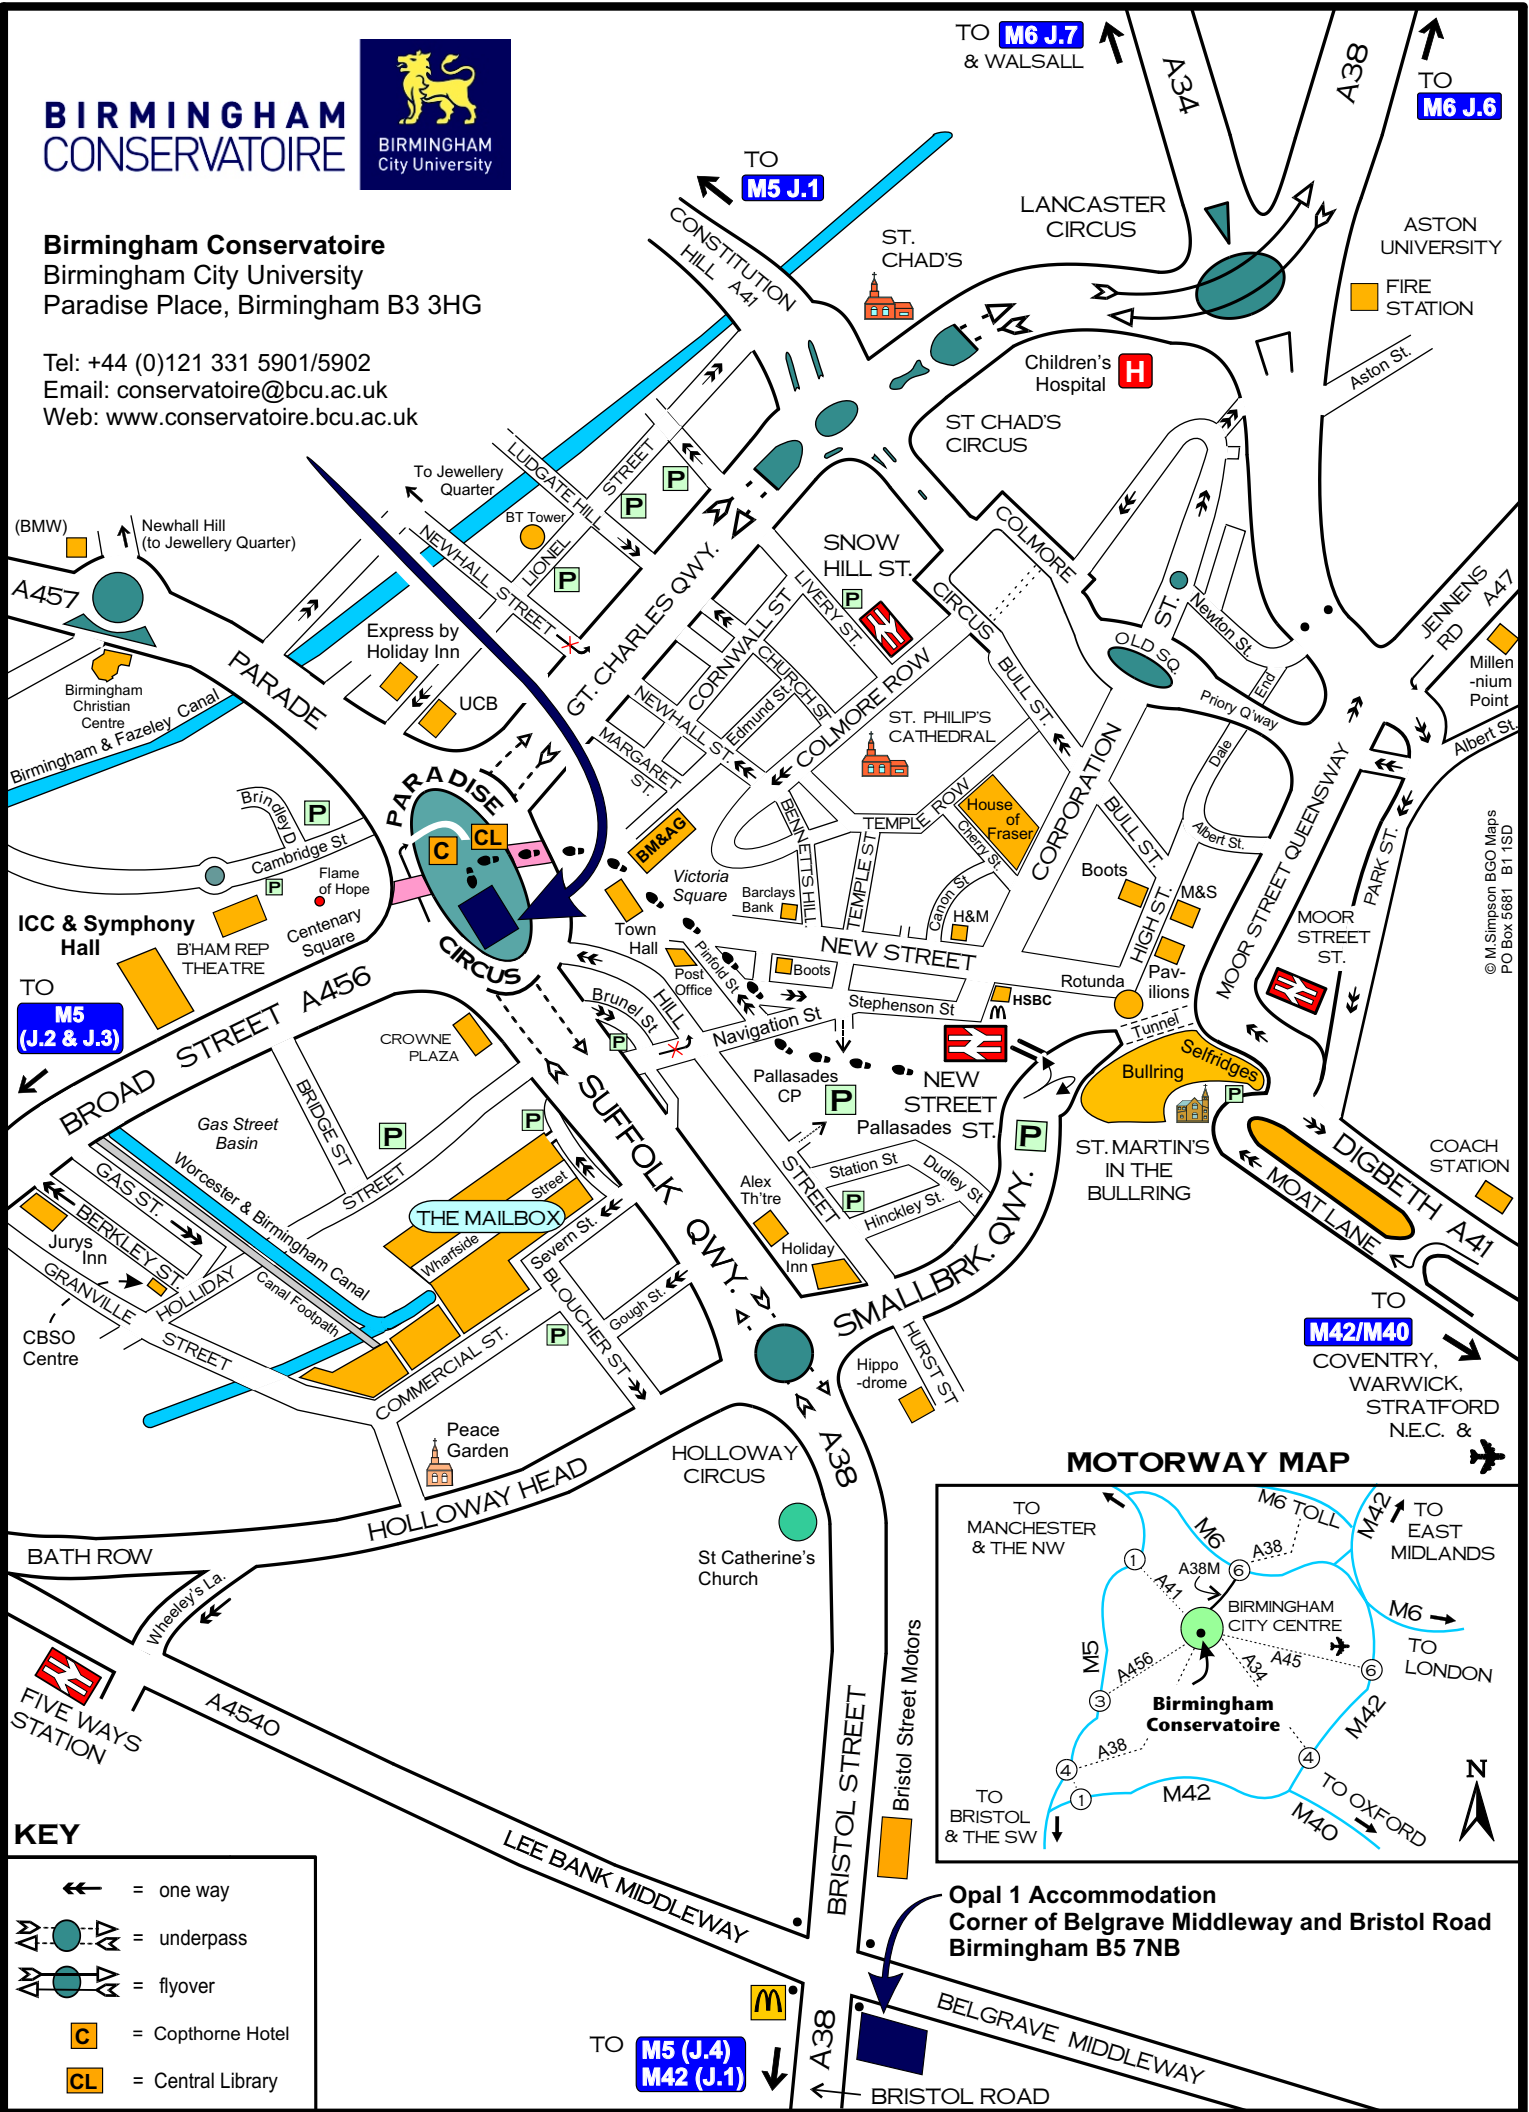 BIRMINGHAM
CONSERVATOIRE
BIRMINGHAM
City University
Birmingham Conservatoire
Birmingham City University
Paradise Place, Birmingham B3 3HG
Tel: +44 (0)121 331 5901/5902
Email: conservatoire@bcu.ac.uk
Web: www.conservatoire.bcu.ac.uk
TO M6 J.7
& WALSALL
A34
A38
TO
M6 J.6
TO
M5 J.1
CONSTITUTION
HILL A41
ST.
CHAD'S
LANCASTER
CIRCUS
ASTON
UNIVERSITY
FIRE
STATION
Aston St.
Children's
Hospital
H
ST CHAD'S
CIRCUS
To Jewellery
Quarter
LUDGATE HILL
STREET
P
P
BT Tower
LIONEL
P
NEWHALL STREET
(BMW)
Newhall Hill
(to Jewellery Quarter)
A457
Express by
Holiday Inn
UCB
PARADE
Birmingham
Christian
Centre
Birmingham & Fazeley Canal
GT. CHARLES QWY.
SNOW
HILL ST.
P
LIVERY ST.
COLMORE
CIRCUS
CORNWALL ST
CHURCH ST
Edmund St.
NEWHALL ST.
MARGARET
ST.
COLMORE ROW
BULL ST.
ST.
Newton St.
OLD SQ.
Priory Q'way
End
Dale
JENNENS
RD
A47
Millen
-nium
Point
Albert St.
ST. PHILIP'S
CATHEDRAL
CORPORATION
House
of
Fraser
TEMPLE ROW
Cherry St.
BULL ST.
Albert St.
MOOR STREET QUEENSWAY
PARK ST.
© M.Simpson BGO Maps
PO Box 5681 B1 1SD
PARADISE
C
CL
CIRCUS
BM&AG
BENNETTS HILL
TEMPLE ST
Canon St
Boots
M&S
HIGH ST.
Brindley D
P
Cambridge St
P
Flame
of Hope
Centenary
Square
ICC & Symphony
Hall
B'HAM REP
THEATRE
Victoria
Square
Barclays
Bank
H&M
Town
Hall
NEW STREET
Post
Office
Pinfold St
Boots
Stephenson St
HSBC
Rotunda
Pav-
ilions
MOOR
STREET
ST.
TO
M5
(J.2 & J.3)
BROAD STREET A456
CROWNE
PLAZA
Brunel St
HILL
P
Navigation St
Tunnel
Selfridges
Bullring
P
Pallasades
CP
P
NEW
STREET
ST.
Pallasades
P
ST. MARTIN'S
IN THE
BULLRING
DIGBETH A41
MOAT LANE
COACH
STATION
Gas Street
Basin
BRIDGE ST
P
P
SUFFOLK QWY.
STREET
Worcester & Birmingham Canal
GAS ST.
BERKLEY ST.
Jurys
Inn
GRANVILLE
STREET
HOLLIDAY
STREET
Canal Footpath
CBSO
Centre
THE MAILBOX
Wharfside Street
Severn St.
BLOUCHER ST
Gough St.
P
COMMERCIAL ST.
Alex
Th'tre
Station St
P
Dudley St
Hinckley St.
Holiday
Inn
SMALLBRK. QWY.
Hippo
-drome
HURST ST
TO
M42/M40
COVENTRY,
WARWICK,
STRATFORD
N.E.C. &
Peace
Garden
HOLLOWAY HEAD
HOLLOWAY
CIRCUS
A38
BATH ROW
Wheeley's La.
St Catherine's
Church
FIVE WAYS
STATION
A4540
LEE BANK MIDDLEWAY
BRISTOL STREET
Bristol Street Motors
MOTORWAY MAP
TO
MANCHESTER
& THE NW
M6
M6 TOLL
M42
TO
EAST
MIDLANDS
1
A41
A38M
6
A38
BIRMINGHAM
CITY CENTRE
M6
TO
LONDON
M5
A456
A34
A45
6
3
Birmingham
Conservatoire
M42
A38
4
4
1
M42
TO
BRISTOL
& THE SW
TO OXFORD
M40
N
Opal 1 Accommodation
Corner of Belgrave Middleway and Bristol Road
Birmingham B5 7NB
BELGRAVE MIDDLEWAY
TO
M5 (J.4)
M42 (J.1)
A38
BRISTOL ROAD
KEY
= one way
= underpass
= flyover
C = Copthorne Hotel
CL = Central Library